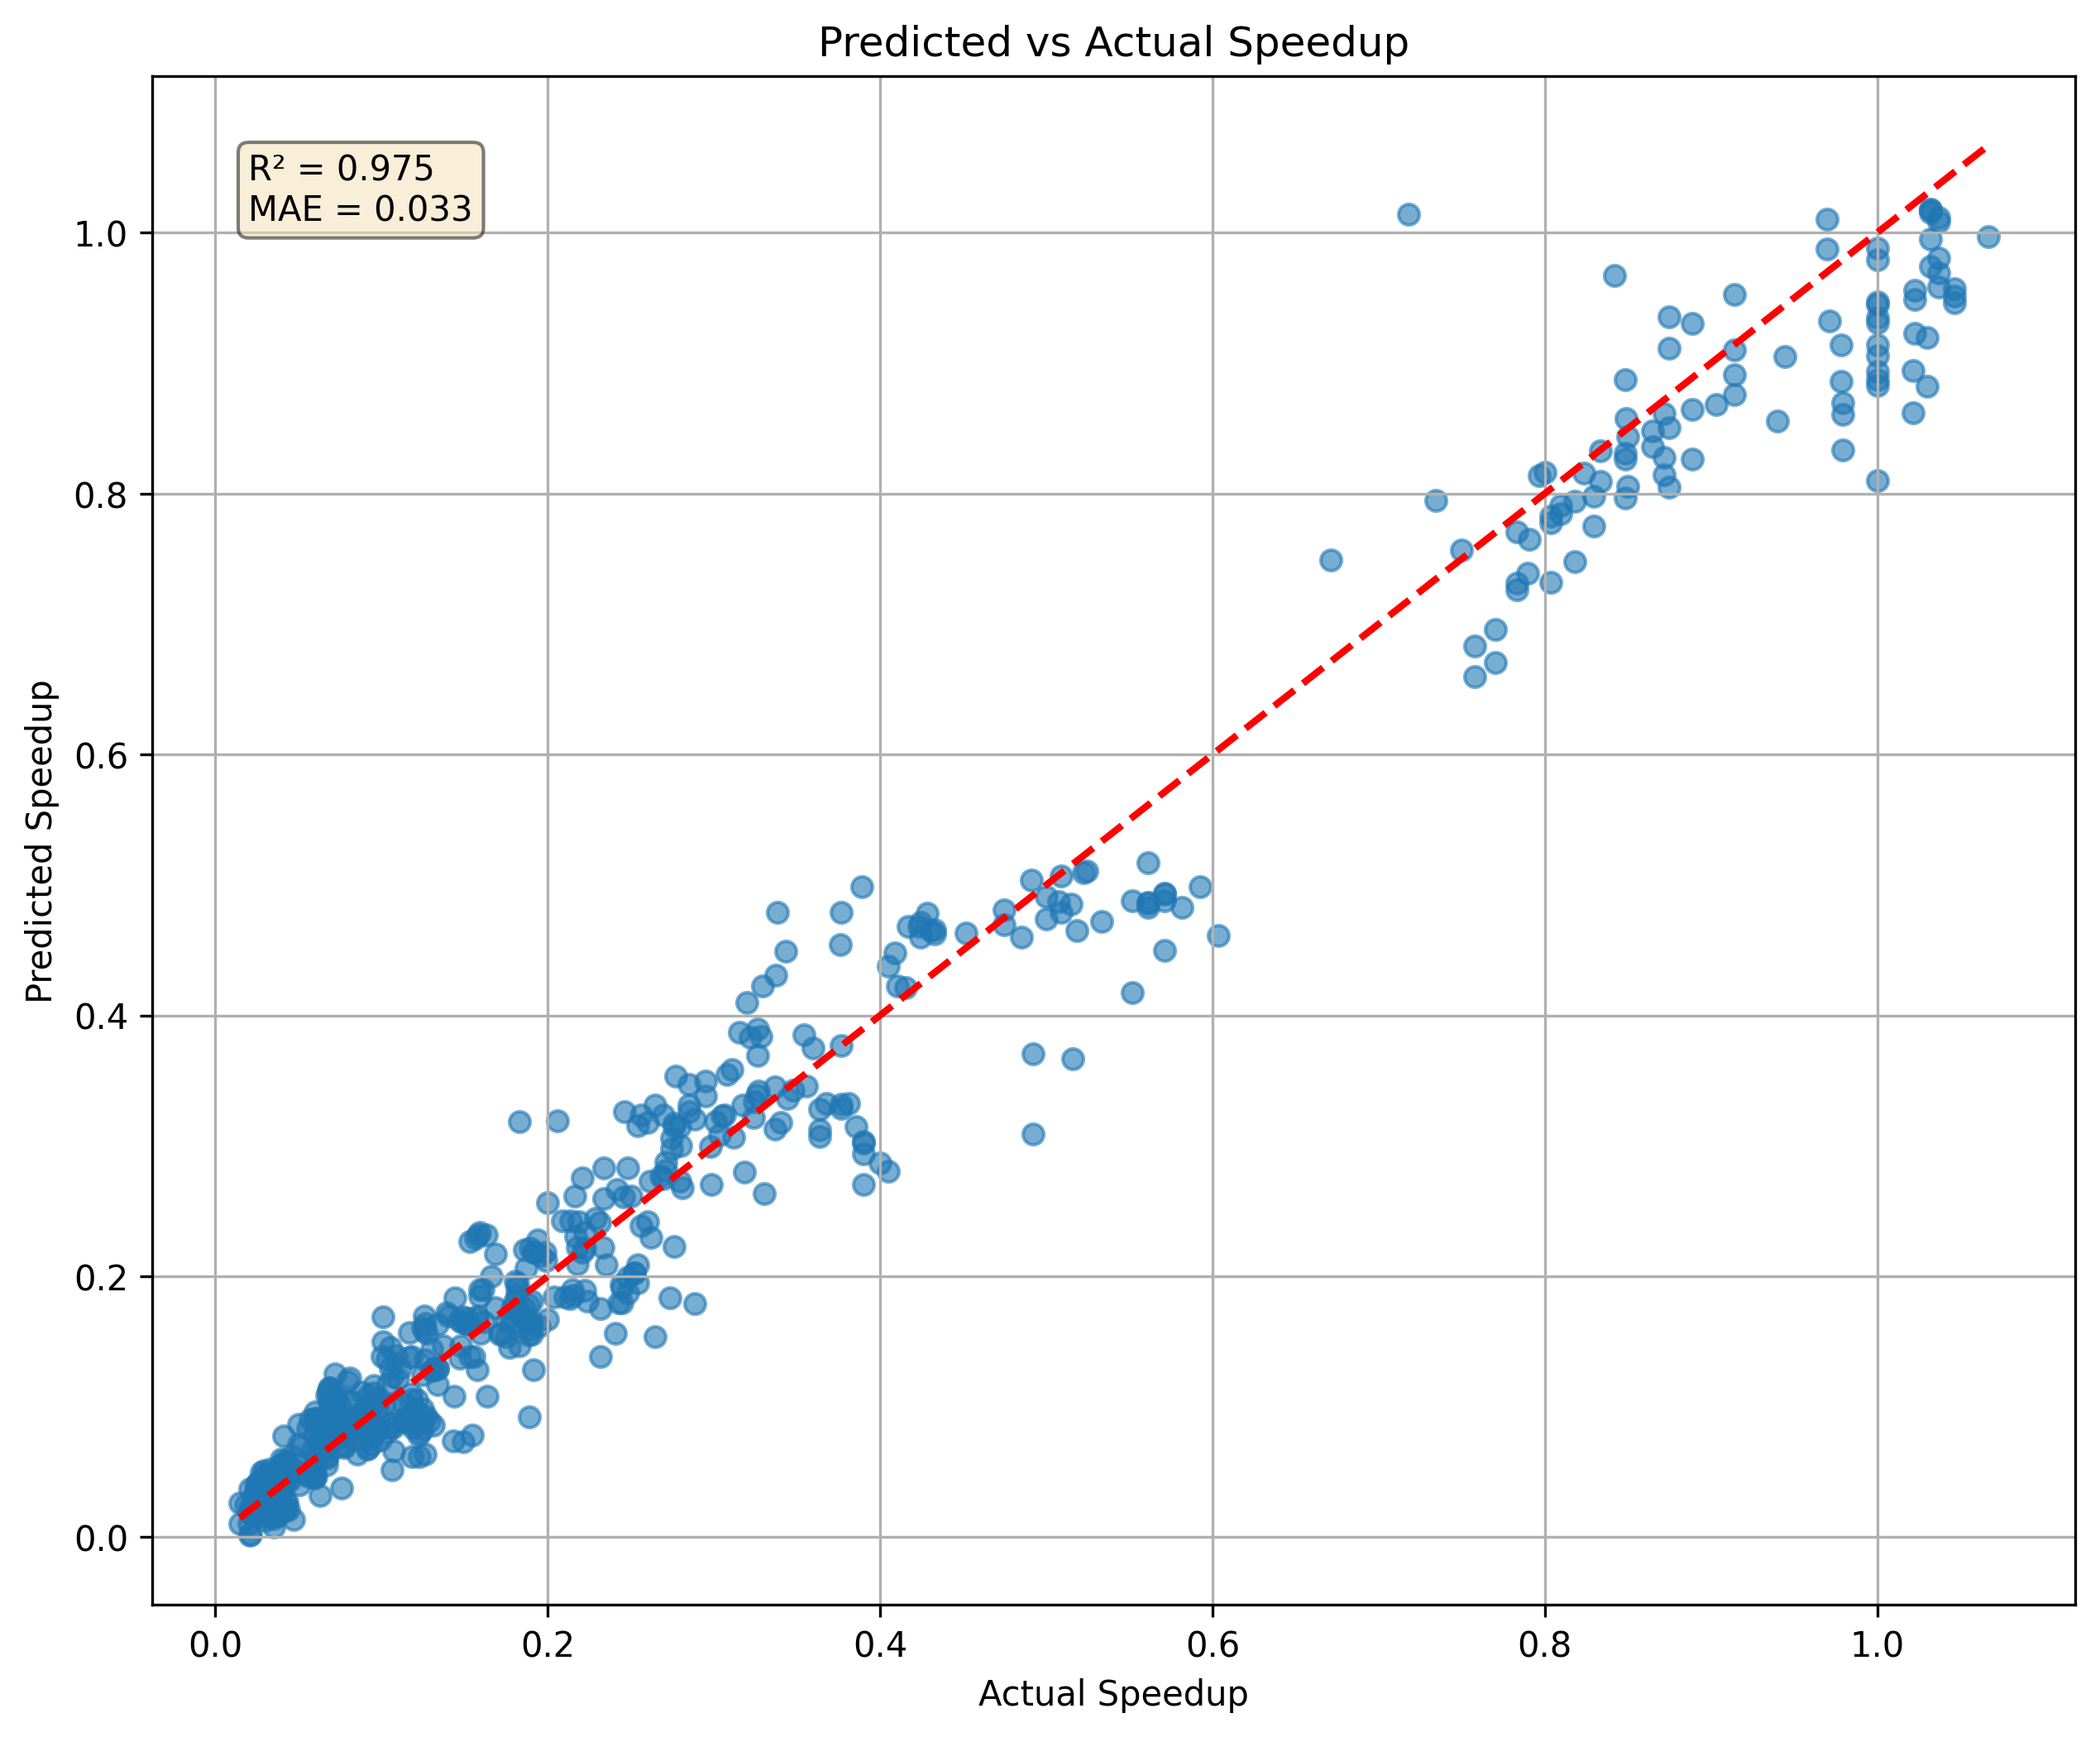 Predicted vs Actual Speedup
R² = 0.975
MAE = 0.033
Predicted Speedup
1.0
0.8
0.6
0.4
0.2
0.0
0.0 0.2 0.4 0.6 0.8 1.0
Actual Speedup